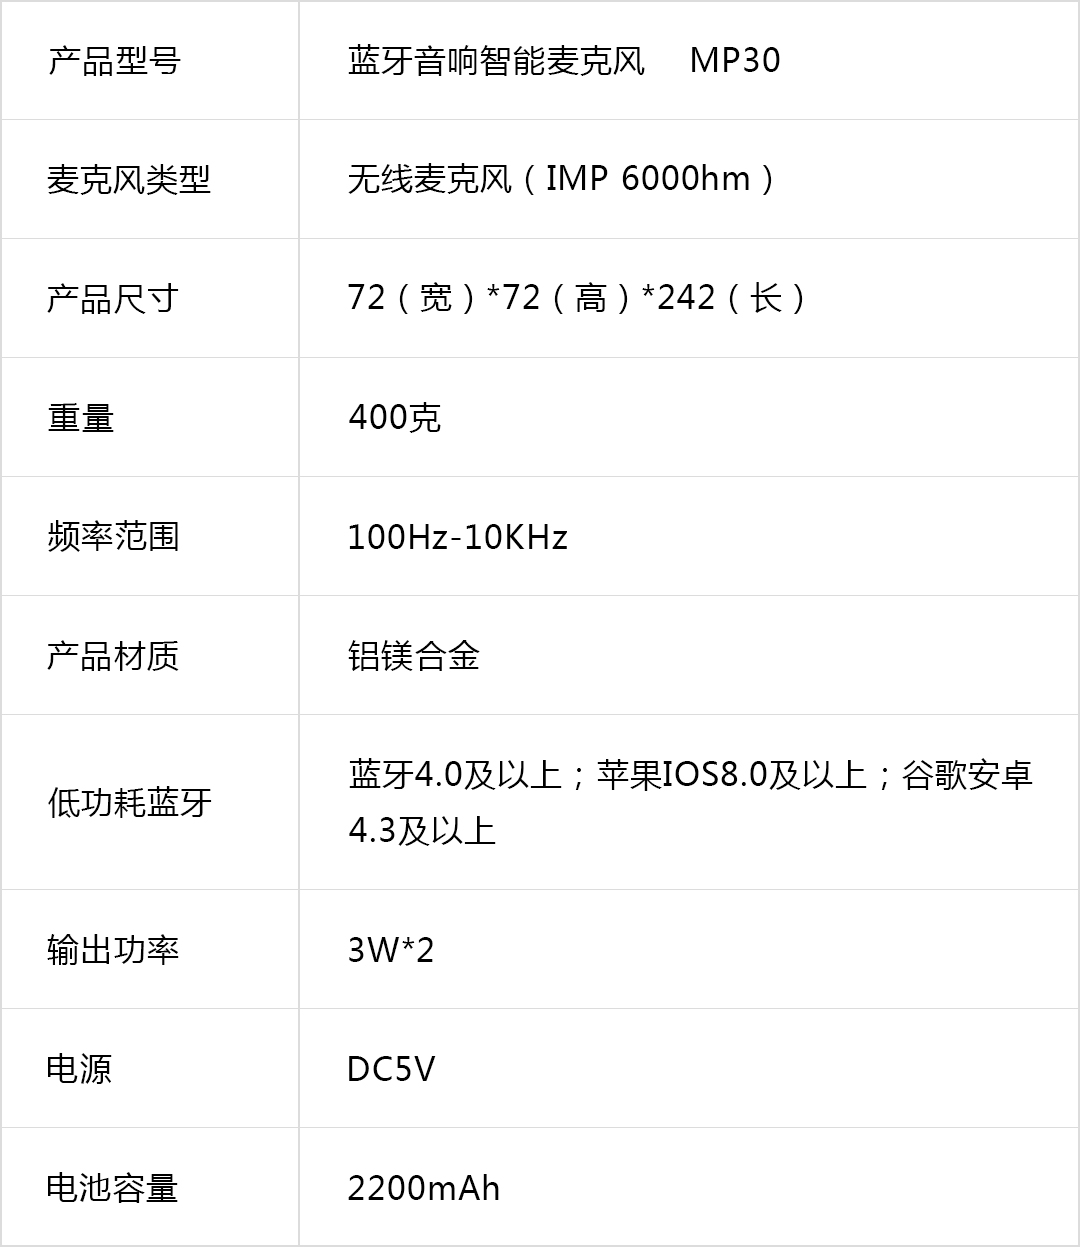 产品型号 蓝牙音响智能麦克风 MP30
麦克风类型 无线麦克风（IMP 6000hm）
产品尺寸 72（宽）*72（高）*242（长）
重量 400克
频率范围 100Hz-10KHz
产品材质 铝镁合金
低功耗蓝牙 蓝牙4.0及以上；苹果IOS8.0及以上；谷歌安卓
4.3及以上
输出功率 3W*2
电源 DC5V
电池容量 2200mAh